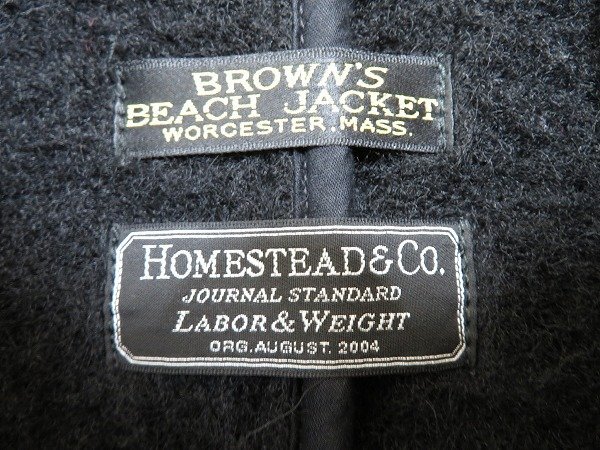 BROWN'S
BEACH JACKET
WORCESTER.MASS.
HOMESTEAD&CO.
JOURNAL STANDARD
LABOR&WEIGHT
ORG.AUGUST. 2004